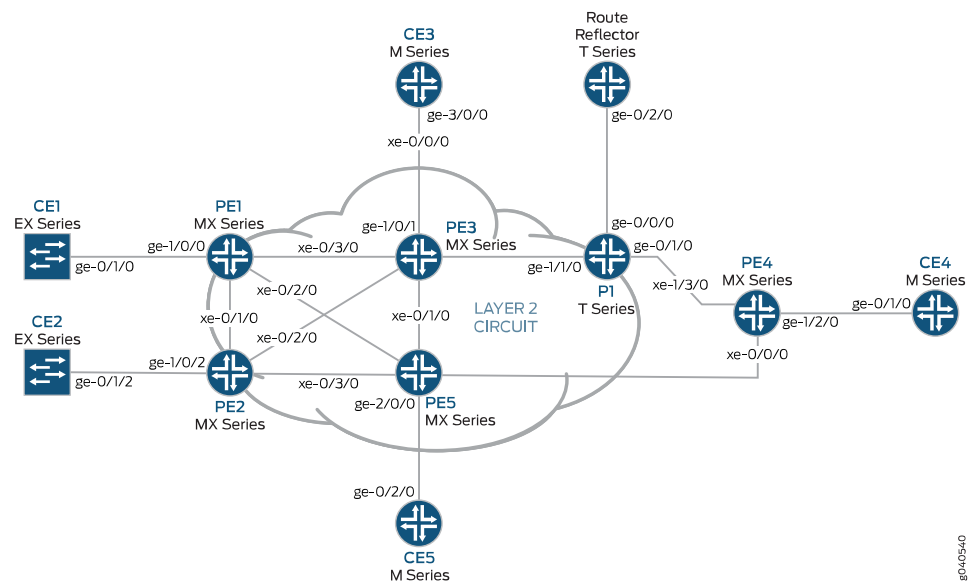 CE3
M Series
Route
Reflector
T Series
ge-3/0/0
xe-0/0/0
ge-0/2/0
CE1
EX Series
PE1
MX Series
ge-1/0/1
PE3
MX Series
ge-0/0/0
ge-0/1/0
ge-1/0/0
ge-0/1/0
xe-0/3/0
ge-1/1/0
P1
T Series
xe-1/3/0
PE4
MX Series
CE4
M Series
xe-0/2/0
LAYER 2
CIRCUIT
xe-0/1/0
xe-0/1/0
ge-0/1/0
ge-1/2/0
CE2
EX Series
xe-0/2/0
xe-0/0/0
ge-1/0/2
ge-0/1/2
xe-0/3/0
PE2
MX Series
ge-2/0/0
PE5
MX Series
ge-0/2/0
CE5
M Series
g040540